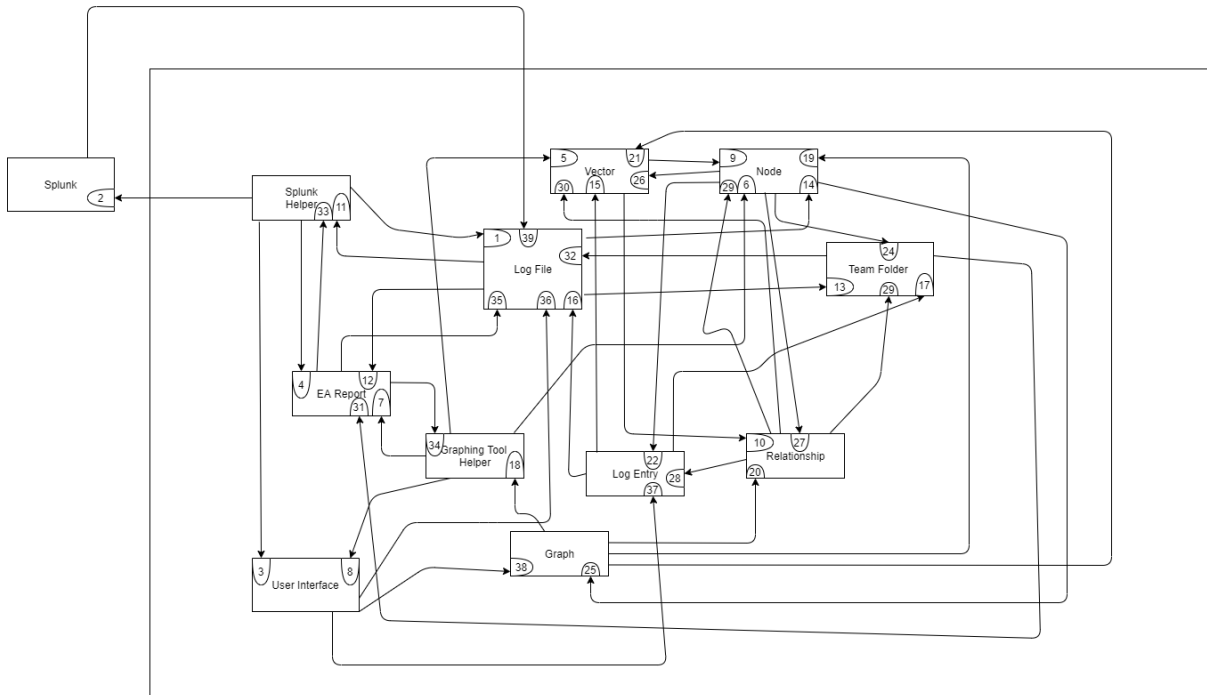 39
5
21
Vector
26
30
15
9
19
Node
29
6
14
Splunk
2
Splunk
Helper
33
11
1
39
32
Log File
35
36
16
24
Team Folder
13
29
17
4
12
EA Report
31
7
34
Graphing Tool
Helper
18
22
Log Entry
28
37
10
27
Relationship
20
Graph
38
25
3
8
User Interface